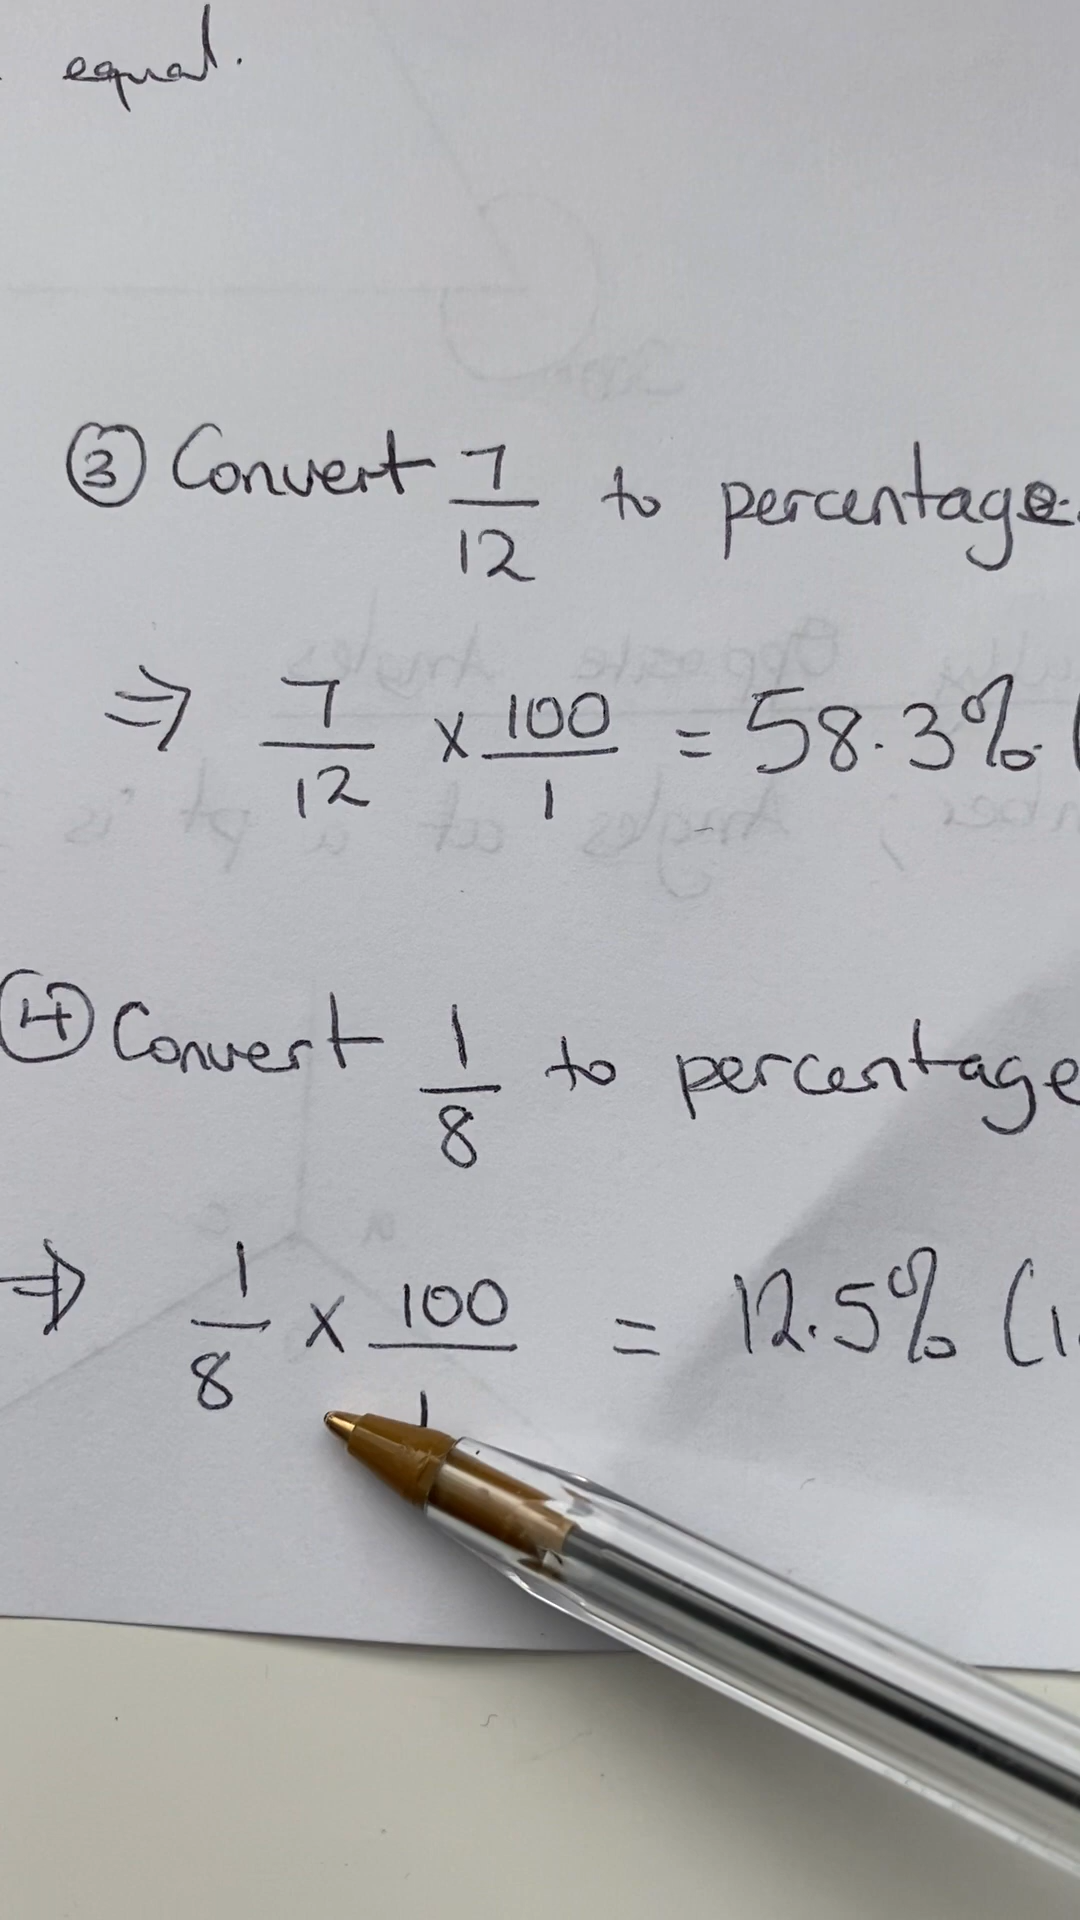 equal.
③ Convert 7/12 to percentage.
⇒ 7/12 × 100/1 = 58.3% (
④ Convert 1/8 to percentage
⇒ 1/8 × 100/1 = 12.5% (1.